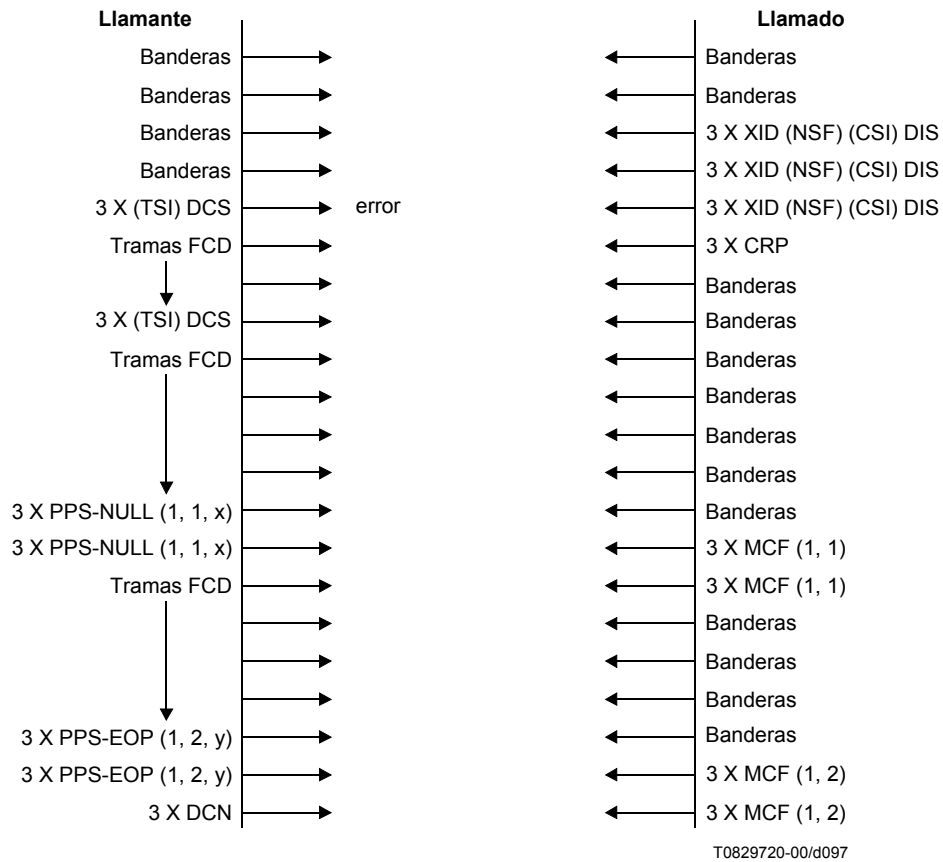 Llamante Llamado
Banderas Banderas
Banderas Banderas
Banderas 3 X XID (NSF) (CSI) DIS
Banderas 3 X XID (NSF) (CSI) DIS
3 X (TSI) DCS error 3 X XID (NSF) (CSI) DIS
Tramas FCD 3 X CRP
Banderas
3 X (TSI) DCS Banderas
Tramas FCD Banderas
Banderas
Banderas
Banderas
3 X PPS-NULL (1, 1, x) Banderas
3 X PPS-NULL (1, 1, x) 3 X MCF (1, 1)
Tramas FCD 3 X MCF (1, 1)
Banderas
Banderas
Banderas
3 X PPS-EOP (1, 2, y) Banderas
3 X PPS-EOP (1, 2, y) 3 X MCF (1, 2)
3 X DCN 3 X MCF (1, 2)
T0829720-00/d097